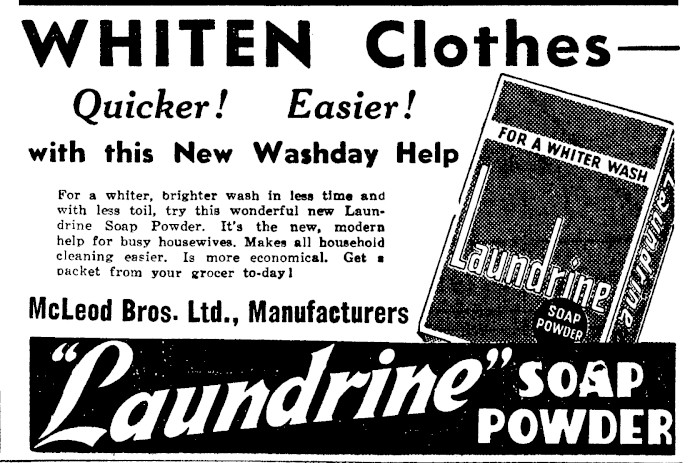 WHITEN Clothes—
Quicker! Easier!
with this New Washday Help
For a whiter, brighter wash in less time and
with less toil, try this wonderful new Laun-
drine Soap Powder. It's the new, modern
help for busy housewives. Makes all household
cleaning easier. Is more economical. Get a
packet from your grocer to-day!
McLeod Bros. Ltd., Manufacturers
FOR A WHITER WASH
Laundrine
SOAP
POWDER
Laundrine
"Laundrine" SOAP
POWDER